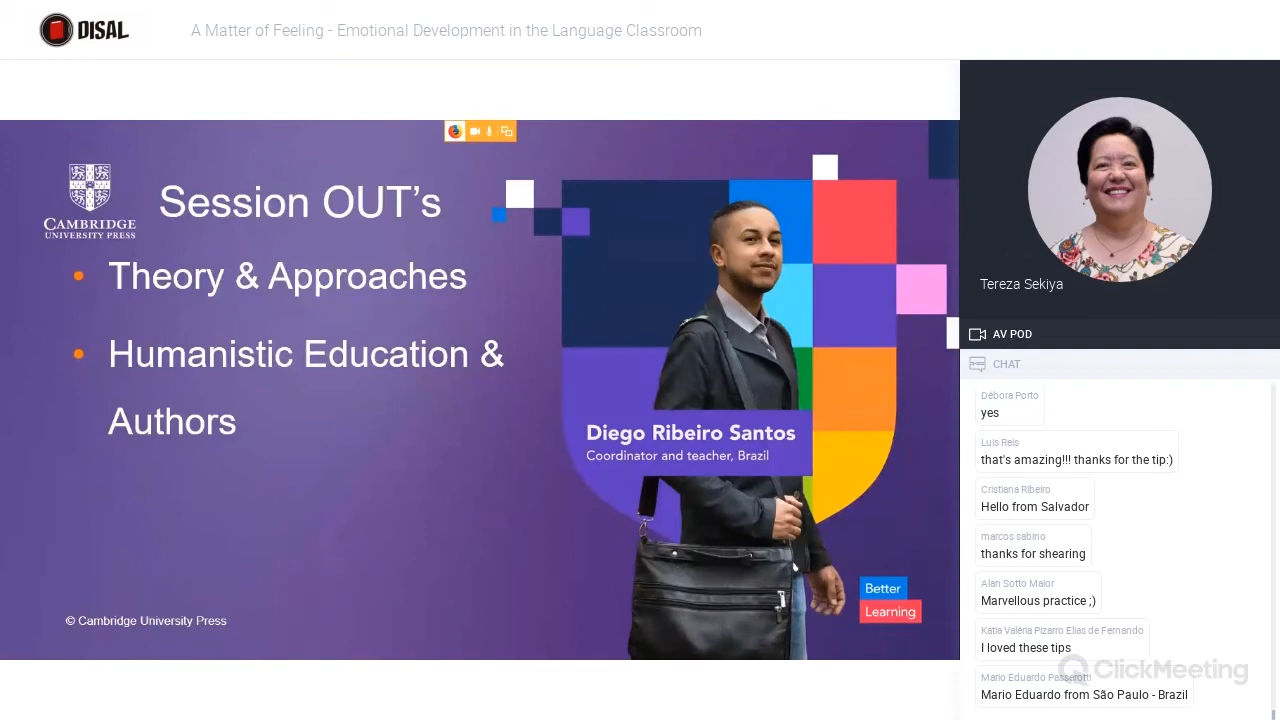 DISAL
A Matter of Feeling - Emotional Development in the Language Classroom
CAMBRIDGE
UNIVERSITY PRESS
Session OUT's
• Theory & Approaches
• Humanistic Education &
Authors
Diego Ribeiro Santos
Coordinator and teacher, Brazil
Better
Learning
© Cambridge University Press
Tereza Sekiya
AV POD
CHAT
Débora Porto
yes
Luis Reis
that's amazing!!! thanks for the tip:)
Cristiana Ribeiro
Hello from Salvador
marcos sabino
thanks for shearing
Alan Sotto Maior
Marvellous practice ;)
Kátia Valéria Pizarro Elias de Fernando
I loved these tips
Mario Eduardo Passerotti
Mario Eduardo from São Paulo - Brazil
ClickMeeting